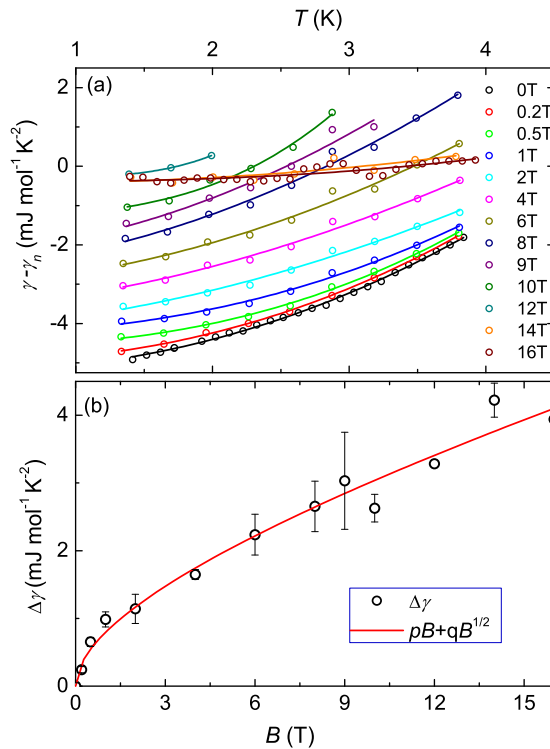 T (K)
1 2 3 4
(a)
2
0
-2
-4
γ-γn (mJ mol⁻¹ K⁻²)
0T
0.2T
0.5T
1T
2T
4T
6T
8T
9T
10T
12T
14T
16T
(b)
4
2
0
Δγ (mJ mol⁻¹ K⁻²)
Δγ
pB+qB¹/²
0 3 6 9 12 15
B (T)